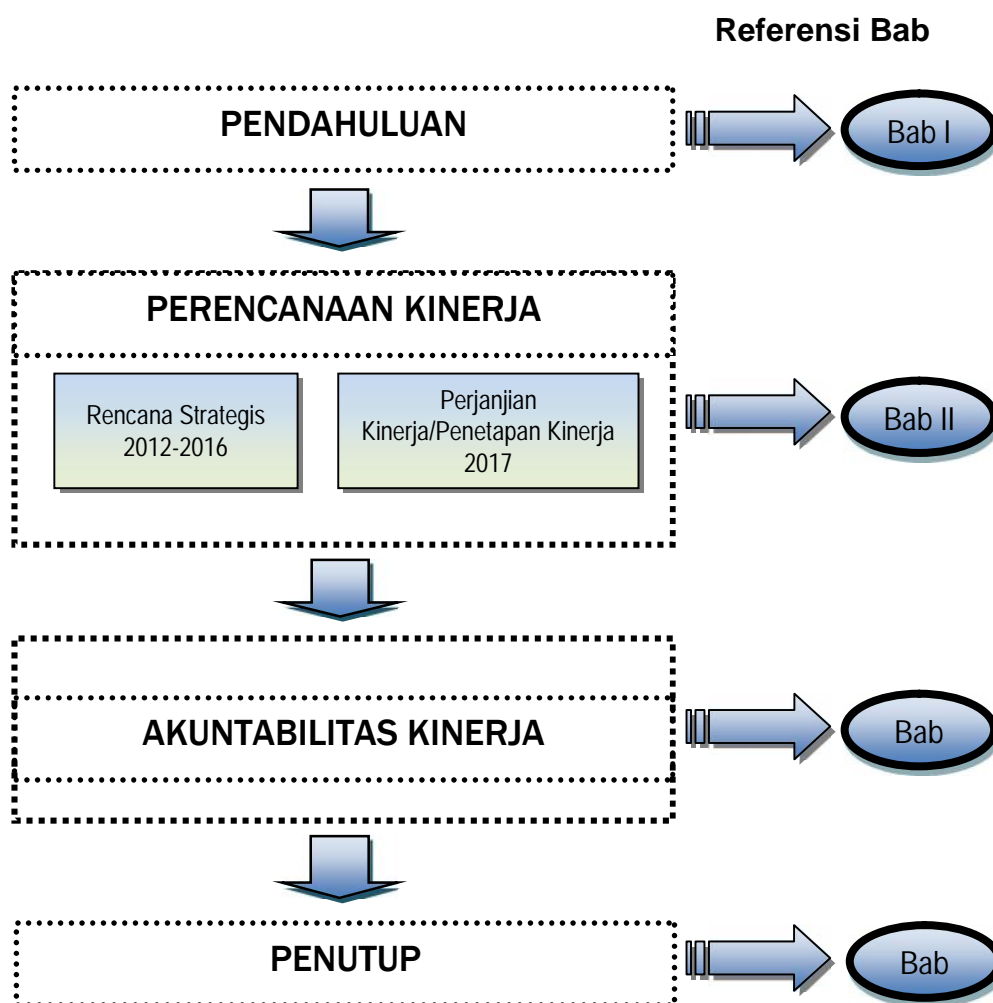 Referensi Bab
PENDAHULUAN
Bab I
PERENCANAAN KINERJA
Rencana Strategis
2012-2016
Perjanjian
Kinerja/Penetapan Kinerja
2017
Bab II
AKUNTABILITAS KINERJA
Bab
PENUTUP
Bab